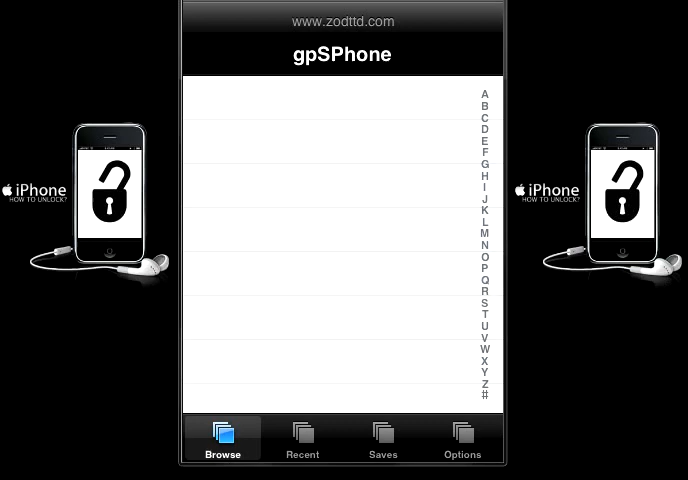 www.zodttd.com
gpSPhone
iPhone
HOW TO UNLOCK?
A
B
C
D
E
F
G
H
I
J
K
L
M
N
O
P
Q
R
S
T
U
V
W
X
Y
Z
#
iPhone
HOW TO UNLOCK?
Browse
Recent
Saves
Options